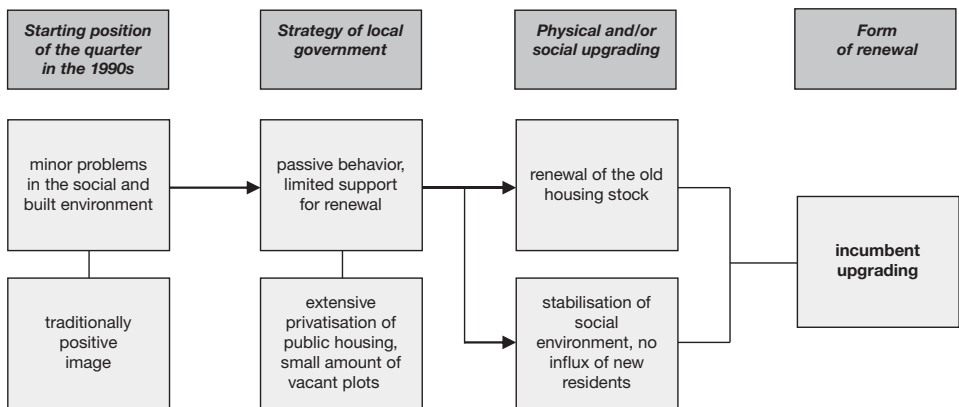 Starting position
of the quarter
in the 1990s
Strategy of local
government
Physical and/or
social upgrading
Form
of renewal
minor problems
in the social and
built environment
passive behavior,
limited support
for renewal
renewal of the old
housing stock
incumbent
upgrading
traditionally
positive
image
extensive
privatisation of
public housing,
small amount of
vacant plots
stabilisation of
social
environment, no
influx of new
residents